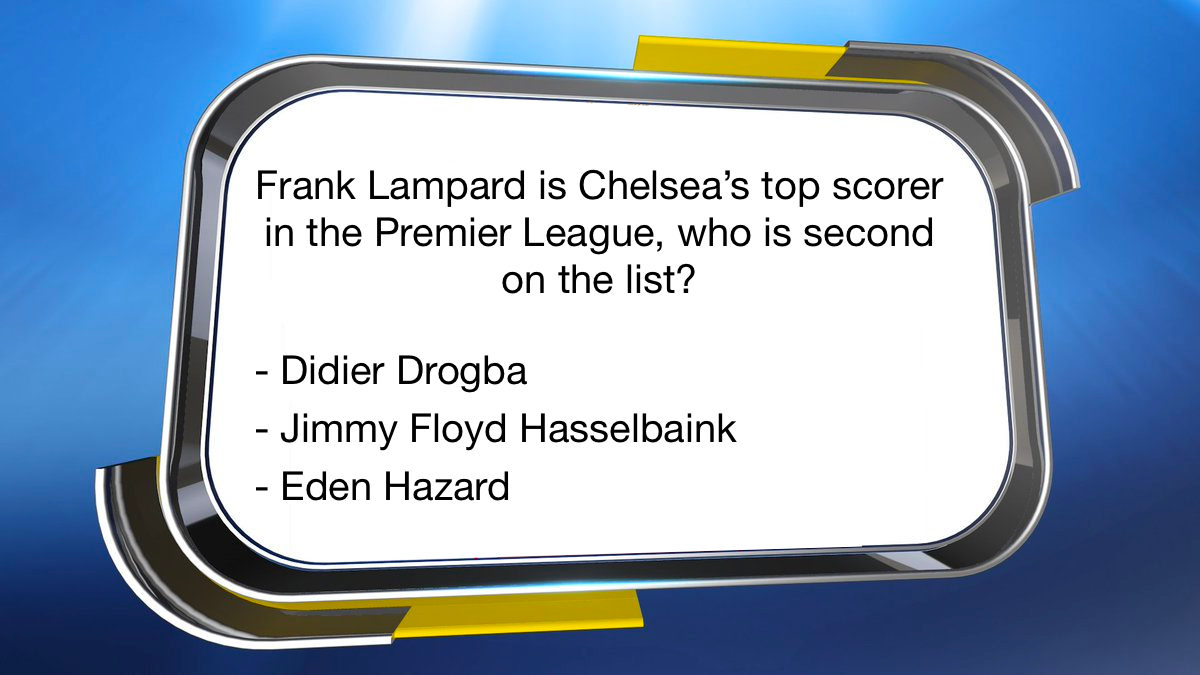 Frank Lampard is Chelsea’s top scorer
in the Premier League, who is second
on the list?
- Didier Drogba
- Jimmy Floyd Hasselbaink
- Eden Hazard